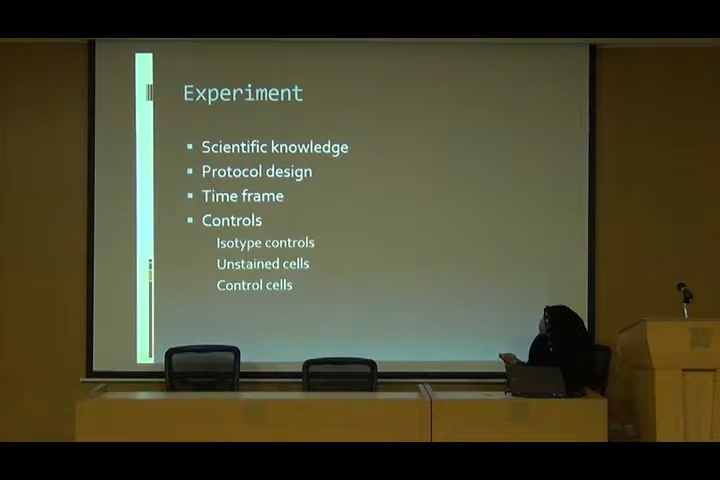 Experiment
Scientific knowledge
Protocol design
Time frame
Controls
Isotype controls
Unstained cells
Control cells